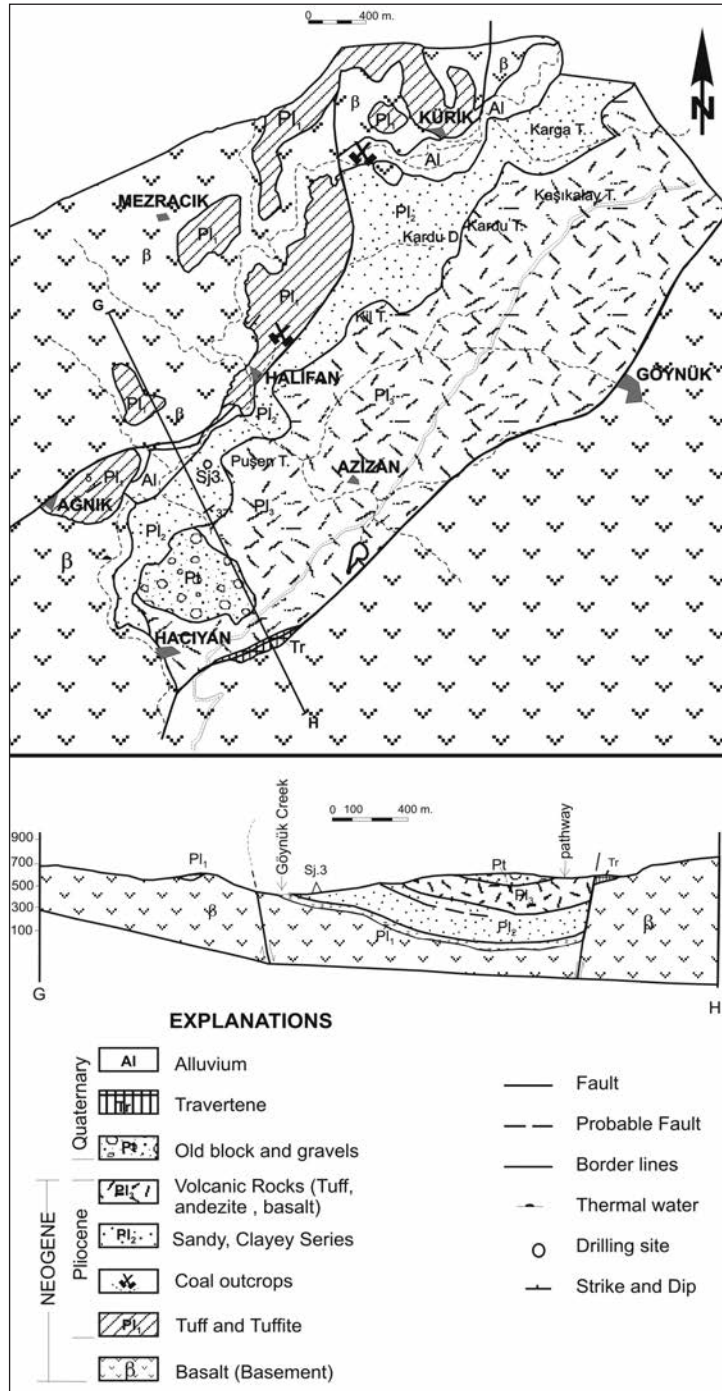 0 400 m.
N
β
β
Pl1
Pl1
KÜRİK
Al
Al
Karga T.
MEZRACIK
Keşikalay T.
Pl2
Kardu T.
Kardu D.
Pl1
β
Pl1
G
Kil T.
HALİFAN
GÖYNÜK
Pl1
β
Pl2
Pl3
Puşen T.
AZİZAN
Sj3.
5
Pl1
Al
AĞNIK
Pl3
37
Pl2
β
Pt
HACIYAN
Tr
H
0 100 400 m.
Göynük Creek
pathway
900
700
500
300
100
Pl1
Sj.3
Pt
Tr
Pl3
β
Pl2
Pl1
β
G
H
EXPLANATIONS
Quaternary
Al Alluvium
Tr Travertene
Pt Old block and gravels
NEOGENE
Pliocene
Pl3 Volcanic Rocks (Tuff,
andezite , basalt)
Pl2 Sandy, Clayey Series
Coal outcrops
Pl1 Tuff and Tuffite
β Basalt (Basement)
Fault
Probable Fault
Border lines
Thermal water
Drilling site
Strike and Dip